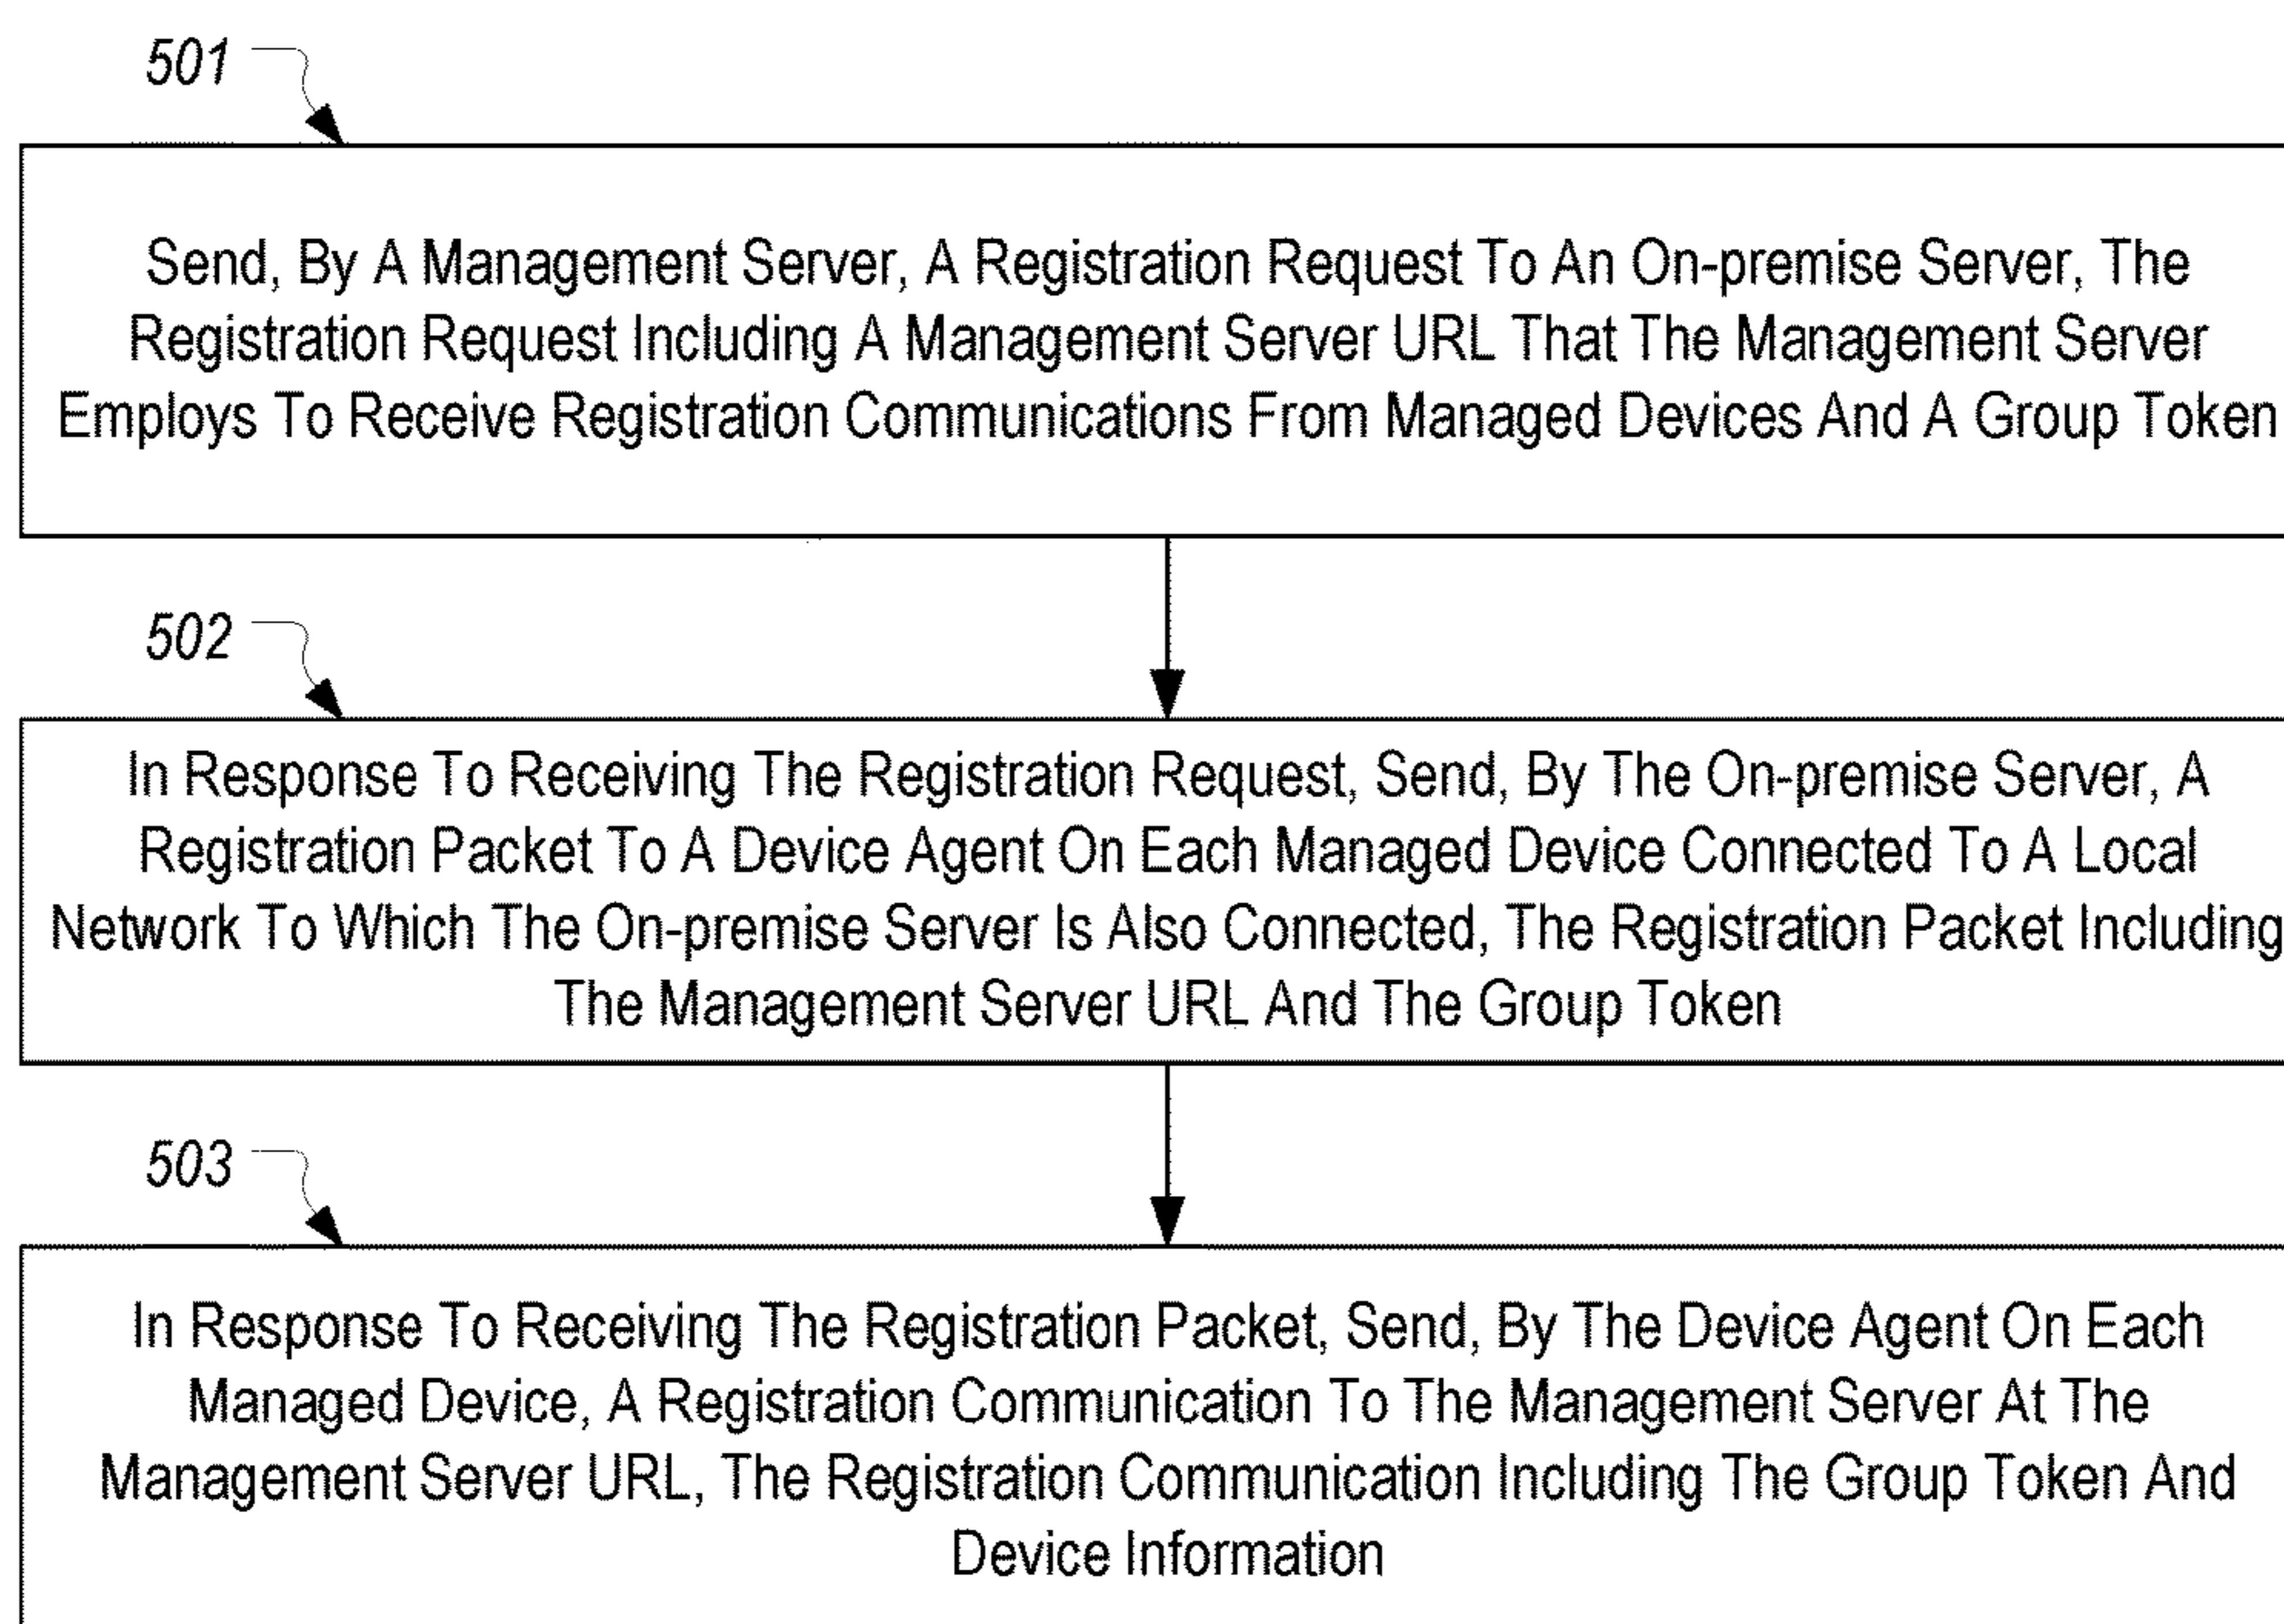 501
Send, By A Management Server, A Registration Request To An On-premise Server, The
Registration Request Including A Management Server URL That The Management Server
Employs To Receive Registration Communications From Managed Devices And A Group Token
502
In Response To Receiving The Registration Request, Send, By The On-premise Server, A
Registration Packet To A Device Agent On Each Managed Device Connected To A Local
Network To Which The On-premise Server Is Also Connected, The Registration Packet Including
The Management Server URL And The Group Token
503
In Response To Receiving The Registration Packet, Send, By The Device Agent On Each
Managed Device, A Registration Communication To The Management Server At The
Management Server URL, The Registration Communication Including The Group Token And
Device Information